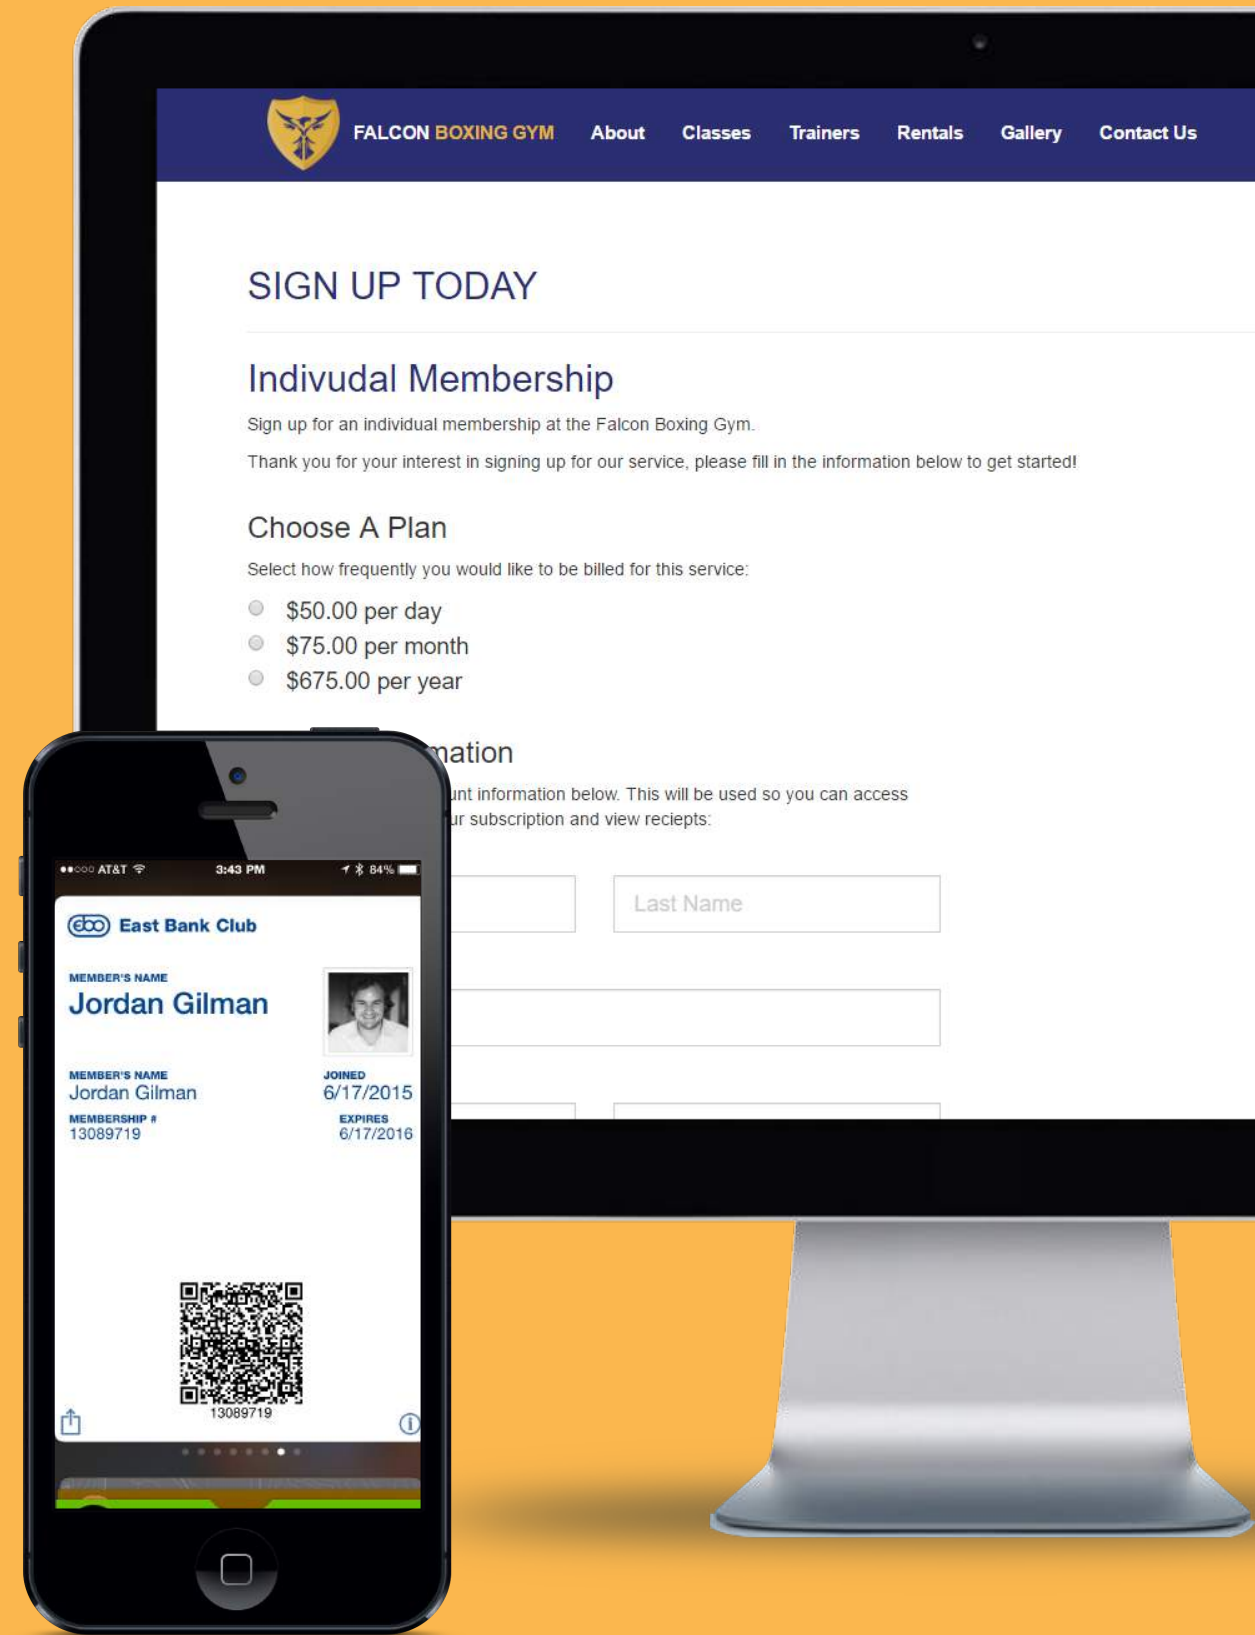 FALCON BOXING GYM About Classes Trainers Rentals Gallery Contact Us
SIGN UP TODAY
Indivudal Membership
Sign up for an individual membership at the Falcon Boxing Gym.
Thank you for your interest in signing up for our service, please fill in the information below to get started!
Choose A Plan
Select how frequently you would like to be billed for this service:
$50.00 per day
$75.00 per month
$675.00 per year
mation
unt information below. This will be used so you can access
ur subscription and view reciepts:
Last Name
AT&T 3:43 PM 84%
ebc East Bank Club
MEMBER'S NAME
Jordan Gilman
MEMBER'S NAME JOINED
Jordan Gilman 6/17/2015
MEMBERSHIP # EXPIRES
13089719 6/17/2016
13089719